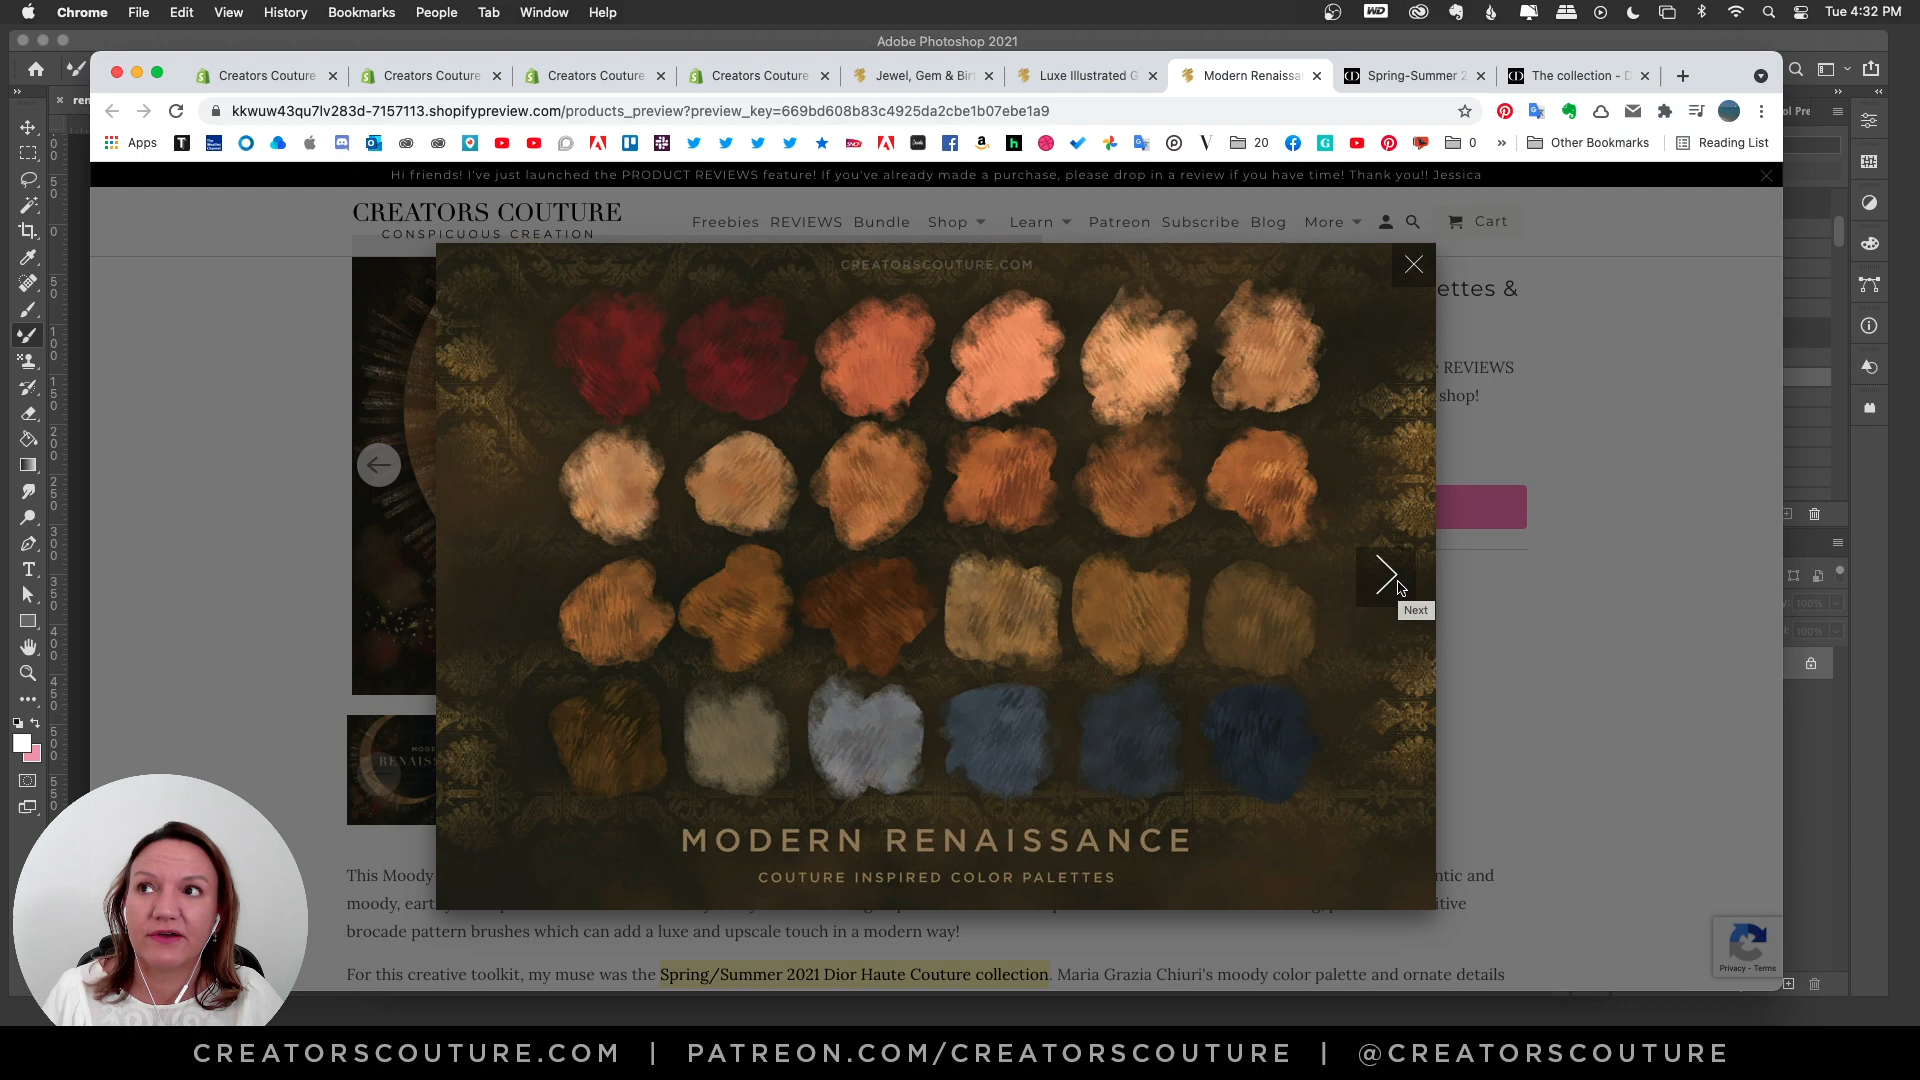 Chrome File Edit View History Bookmarks People Tab Window Help
WD
Tue 4:32 PM
Adobe Photoshop 2021
Creators Couture
Creators Couture
Creators Couture
Creators Couture
Jewel, Gem & Bir
Luxe Illustrated G
Modern Renaissa
Spring-Summer 2
The collection - D
kkwuw43qu7lv283d-7157113.shopifypreview.com/products_preview?preview_key=669bd608b83c4925da2cbe1b07ebe1a9
Apps
20
0
Other Bookmarks
Reading List
Hi friends! I've just launched the PRODUCT REVIEWS feature! If you've already made a purchase, please drop in a review if you have time! Thank you!! Jessica
CREATORS COUTURE
CONSPICUOUS CREATION
Freebies REVIEWS Bundle Shop Learn Patreon Subscribe Blog More Cart
CREATORSCOUTURE.COM
ettes &
REVIEWS
shop!
Next
MODERN RENAISSANCE
COUTURE INSPIRED COLOR PALETTES
This Moody
ntic and
moody, eart
itive
brocade pattern brushes which can add a luxe and upscale touch in a modern way!
For this creative toolkit, my muse was the Spring/Summer 2021 Dior Haute Couture collection. Maria Grazia Chiuri's moody color palette and ornate details
Privacy - Terms
100%
100%
CREATORSCOUTURE.COM | PATREON.COM/CREATORSCOUTURE | @CREATORSCOUTURE